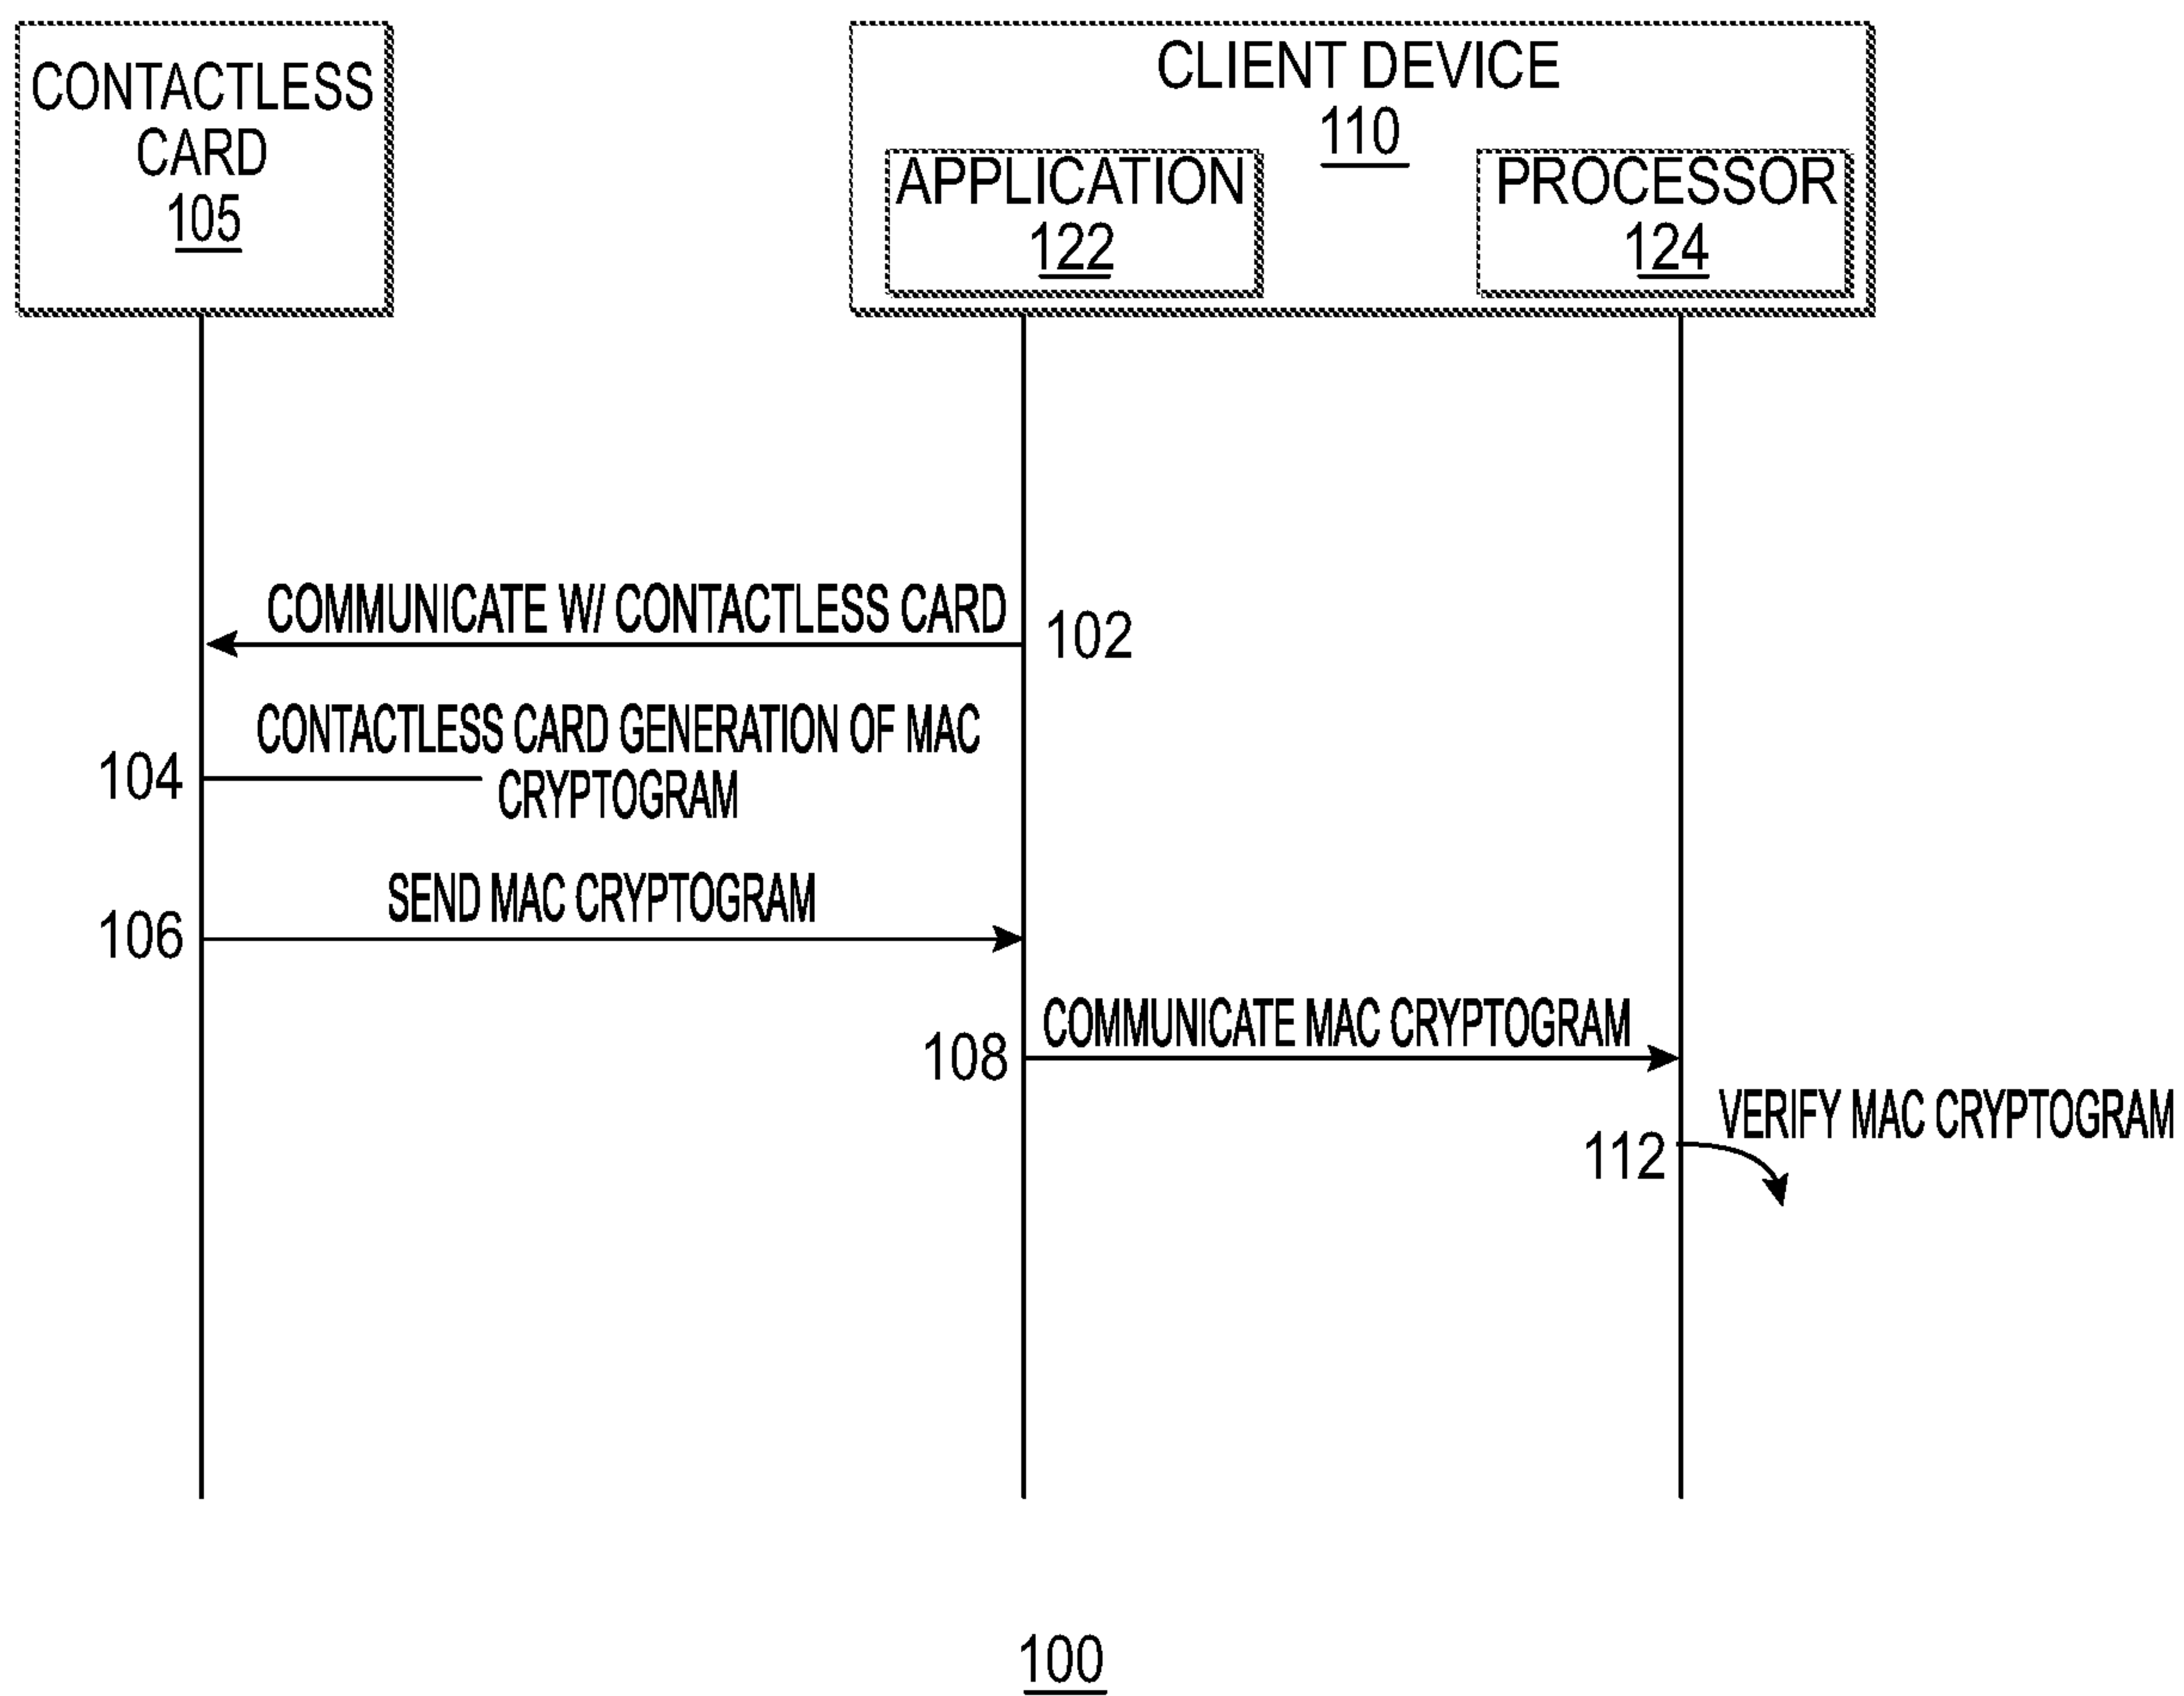 CONTACTLESS
CARD
105
CLIENT DEVICE
110
APPLICATION
122
PROCESSOR
124
COMMUNICATE W/ CONTACTLESS CARD
102
CONTACTLESS CARD GENERATION OF MAC
104
CRYPTOGRAM
SEND MAC CRYPTOGRAM
106
COMMUNICATE MAC CRYPTOGRAM
108
VERIFY MAC CRYPTOGRAM
112
100